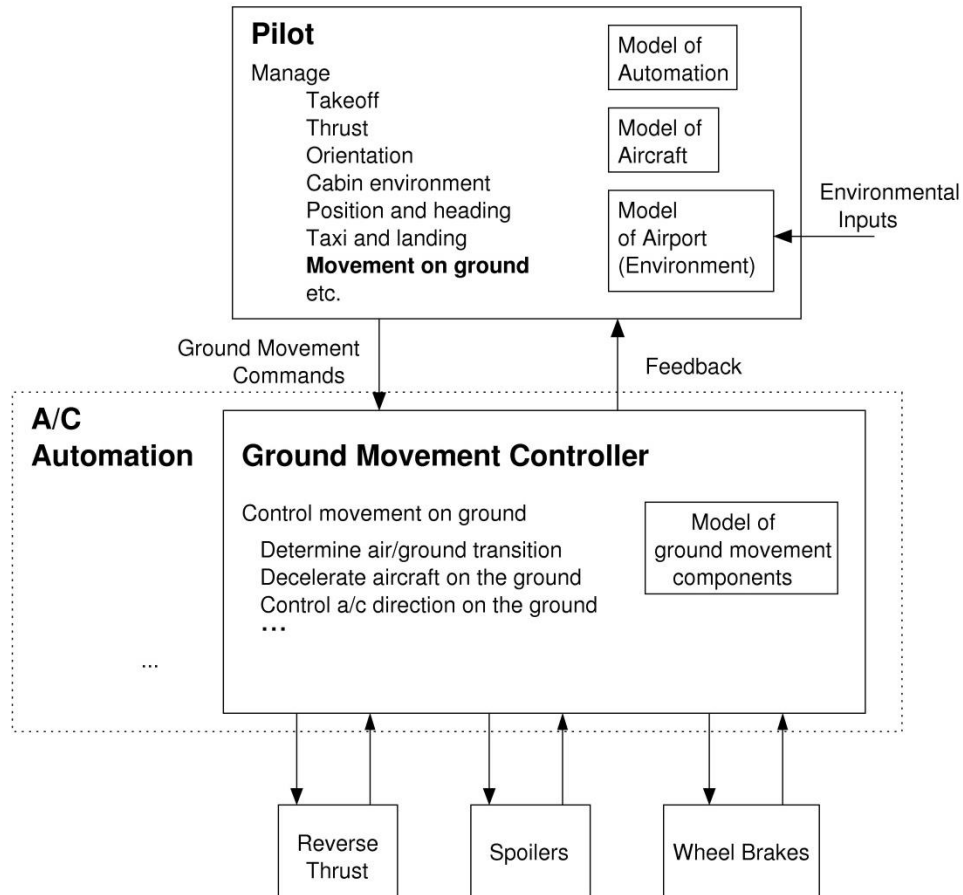 Pilot
Manage
Takeoff
Thrust
Orientation
Cabin environment
Position and heading
Taxi and landing
Movement on ground
etc.
Model of
Automation
Model of
Aircraft
Model
of Airport
(Environment)
Environmental
Inputs
Ground Movement
Commands
Feedback
A/C
Automation
...
Ground Movement Controller
Control movement on ground
Determine air/ground transition
Decelerate aircraft on the ground
Control a/c direction on the ground
...
Model of
ground movement
components
Reverse
Thrust
Spoilers
Wheel Brakes